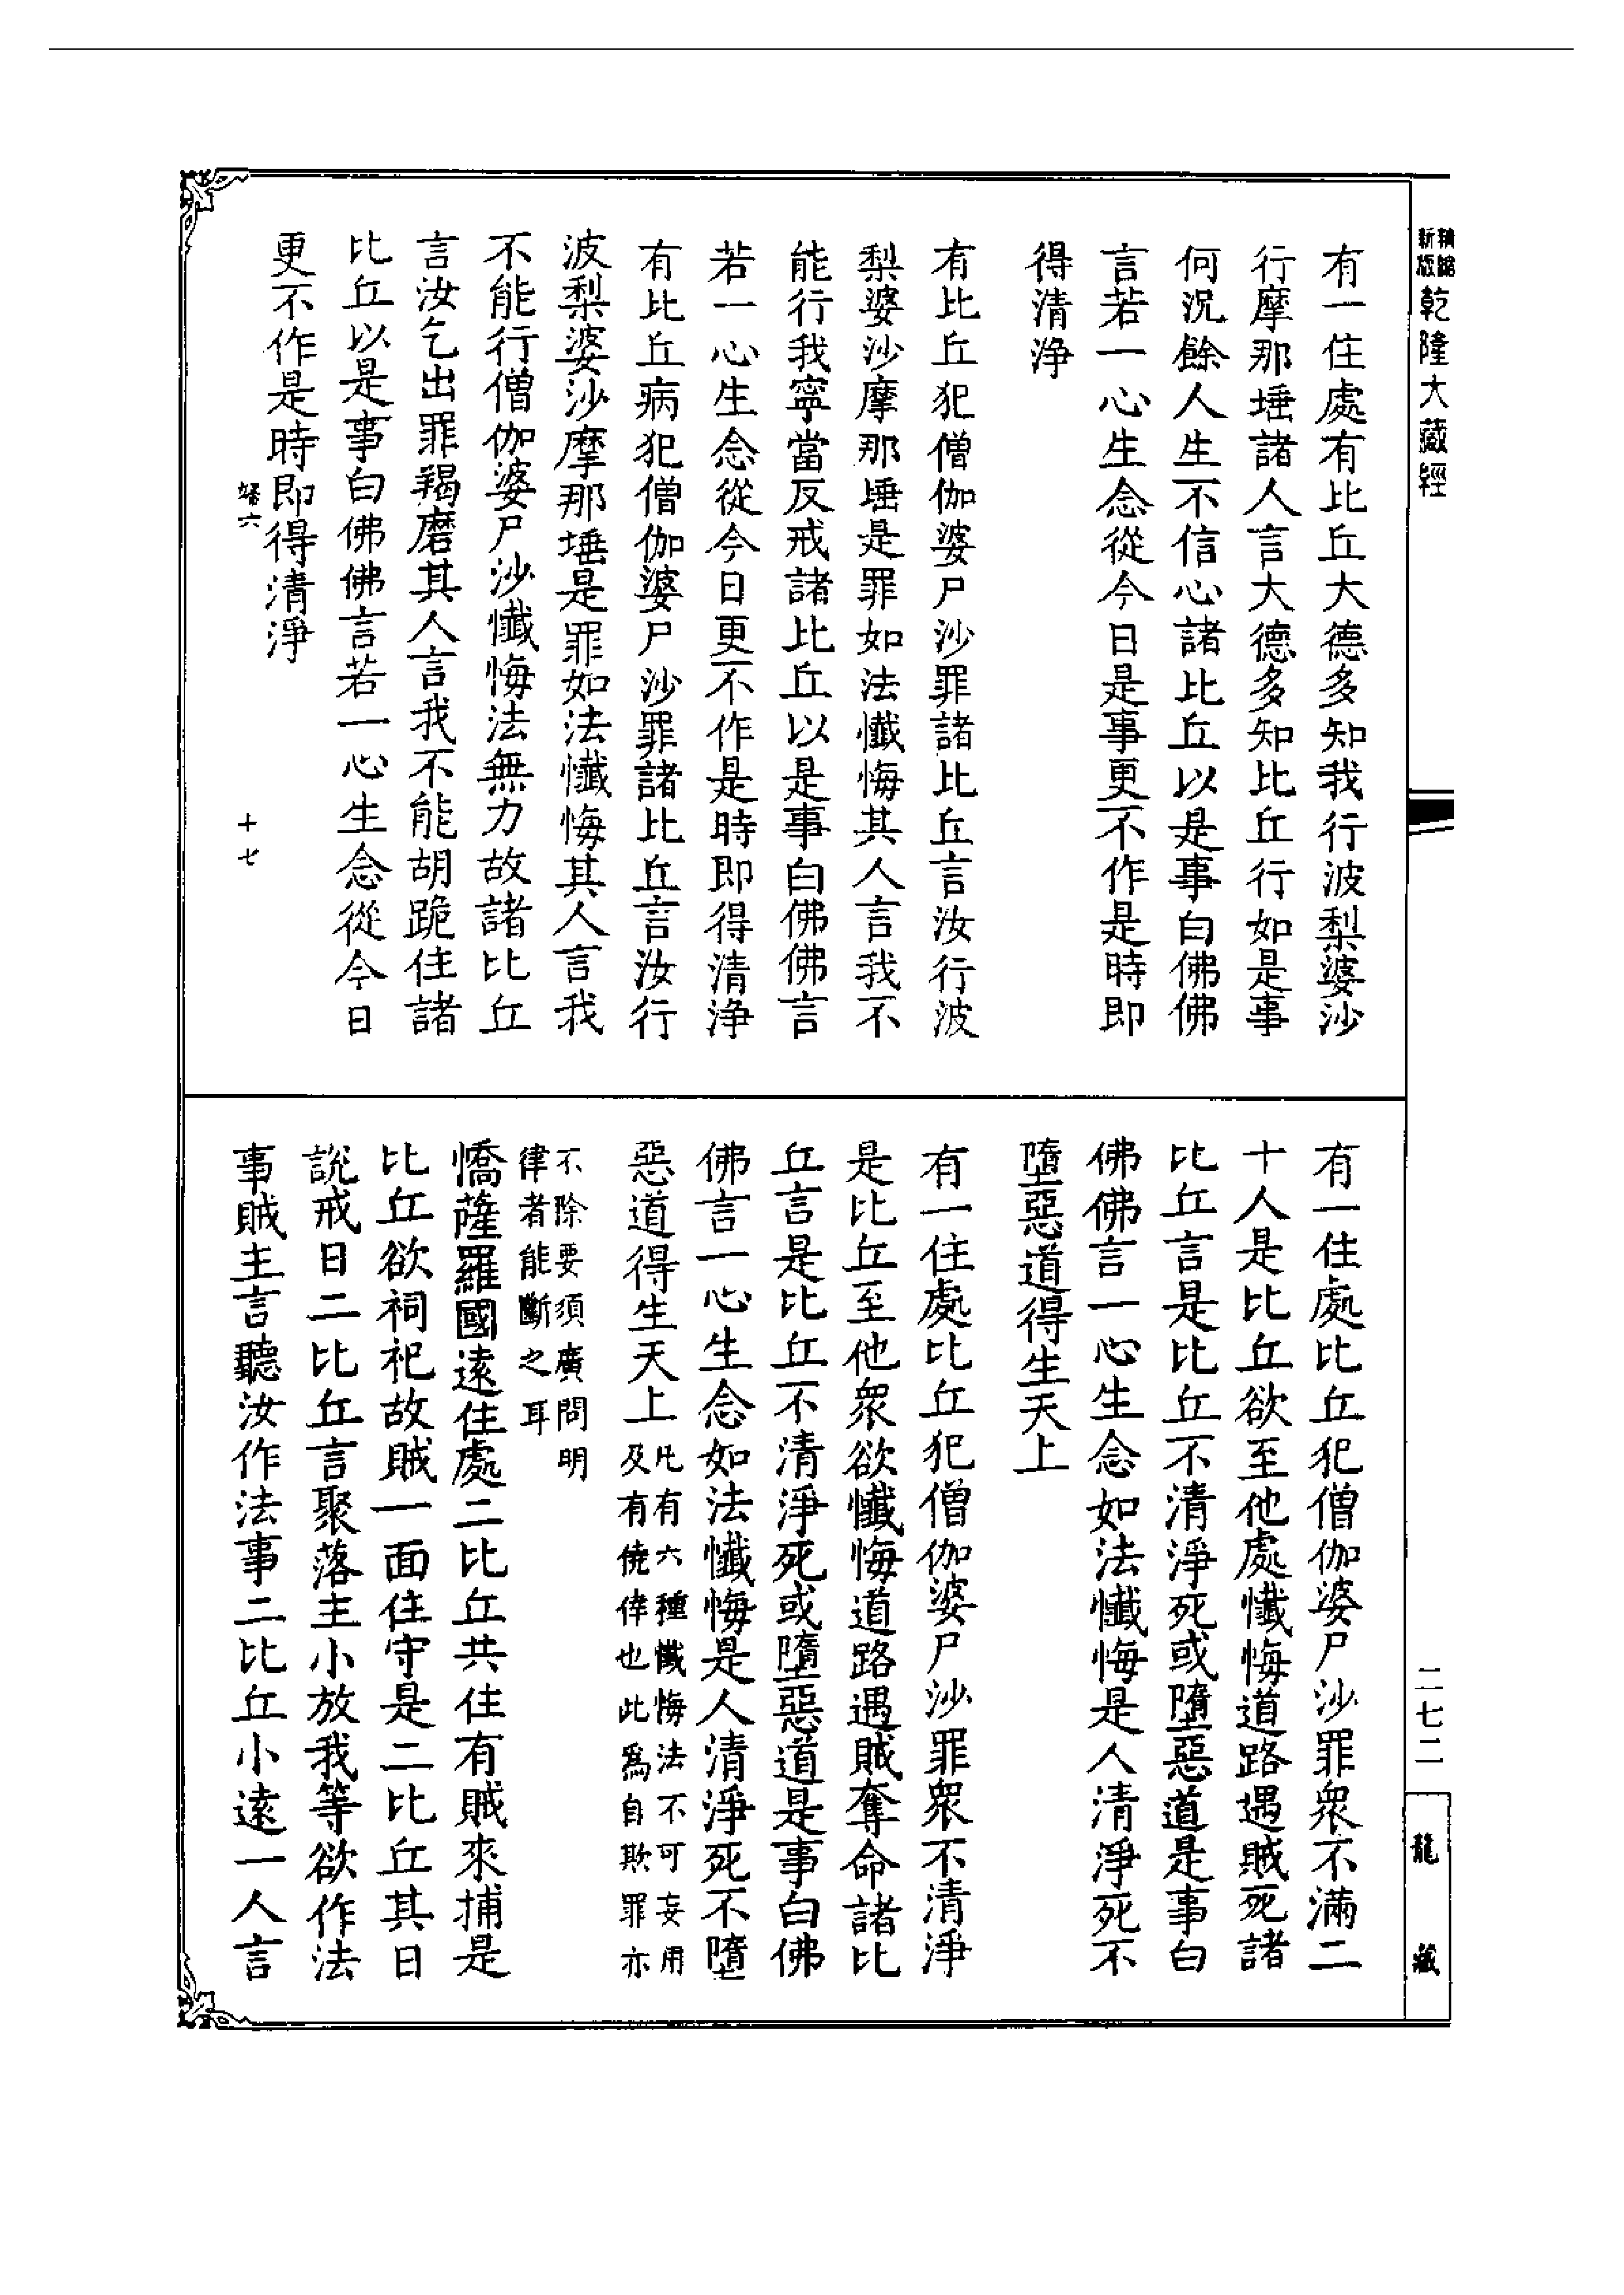 新編縮版乾隆大藏經
有一住處有比丘大德多知我行波梨婆沙
行摩那埵諸人言大德多知比丘行如是事
何況餘人生不信心諸比丘以是事白佛佛
言若一心生念從今日是事更不作是時即
得清淨
有比丘犯僧伽婆尸沙罪諸比丘言汝行波
梨婆沙摩那埵是罪如法懺悔其人言我不
能行我寧當反戒諸比丘以是事白佛佛言
若一心生念從今日更不作是時即得清淨
有比丘病犯僧伽婆尸沙罪諸比丘言汝行
波梨婆沙摩那埵是罪如法懺悔其人言我
不能行僧伽婆尸沙懺悔法無力故諸比丘
言汝乞出罪羯磨其人言我不能胡跪住諸
比丘以是事白佛佛言若一心生念從今日
更不作是時即得清淨
婦六
十七
有一住處比丘犯僧伽婆尸沙罪衆不滿二
十人是比丘欲至他處懺悔道路遇賊死諸
比丘言是比丘不清淨死或墮惡道是事白
佛佛言一心生念如法懺悔是人清淨死不
墮惡道得生天上
有一住處比丘犯僧伽婆尸沙罪衆不清淨
是比丘至他衆欲懺悔道路遇賊奪命諸比
丘言是比丘不清淨死或墮惡道是事白佛
佛言一心生念如法懺悔是人清淨死不墮
惡道得生天上
此有六種懺悔法不可妄用
及有僥倖也此爲自欺罪亦
不除要須廣問明
律者能斷之耳
憍薩羅國遠住處二比丘共住有賊來捕是
比丘欲祠祀故賊一面住守是二比丘其日
說戒日二比丘言聚落主小放我等欲作法
事賊主言聽汝作法事二比丘小遠一人言
二七二
龍藏